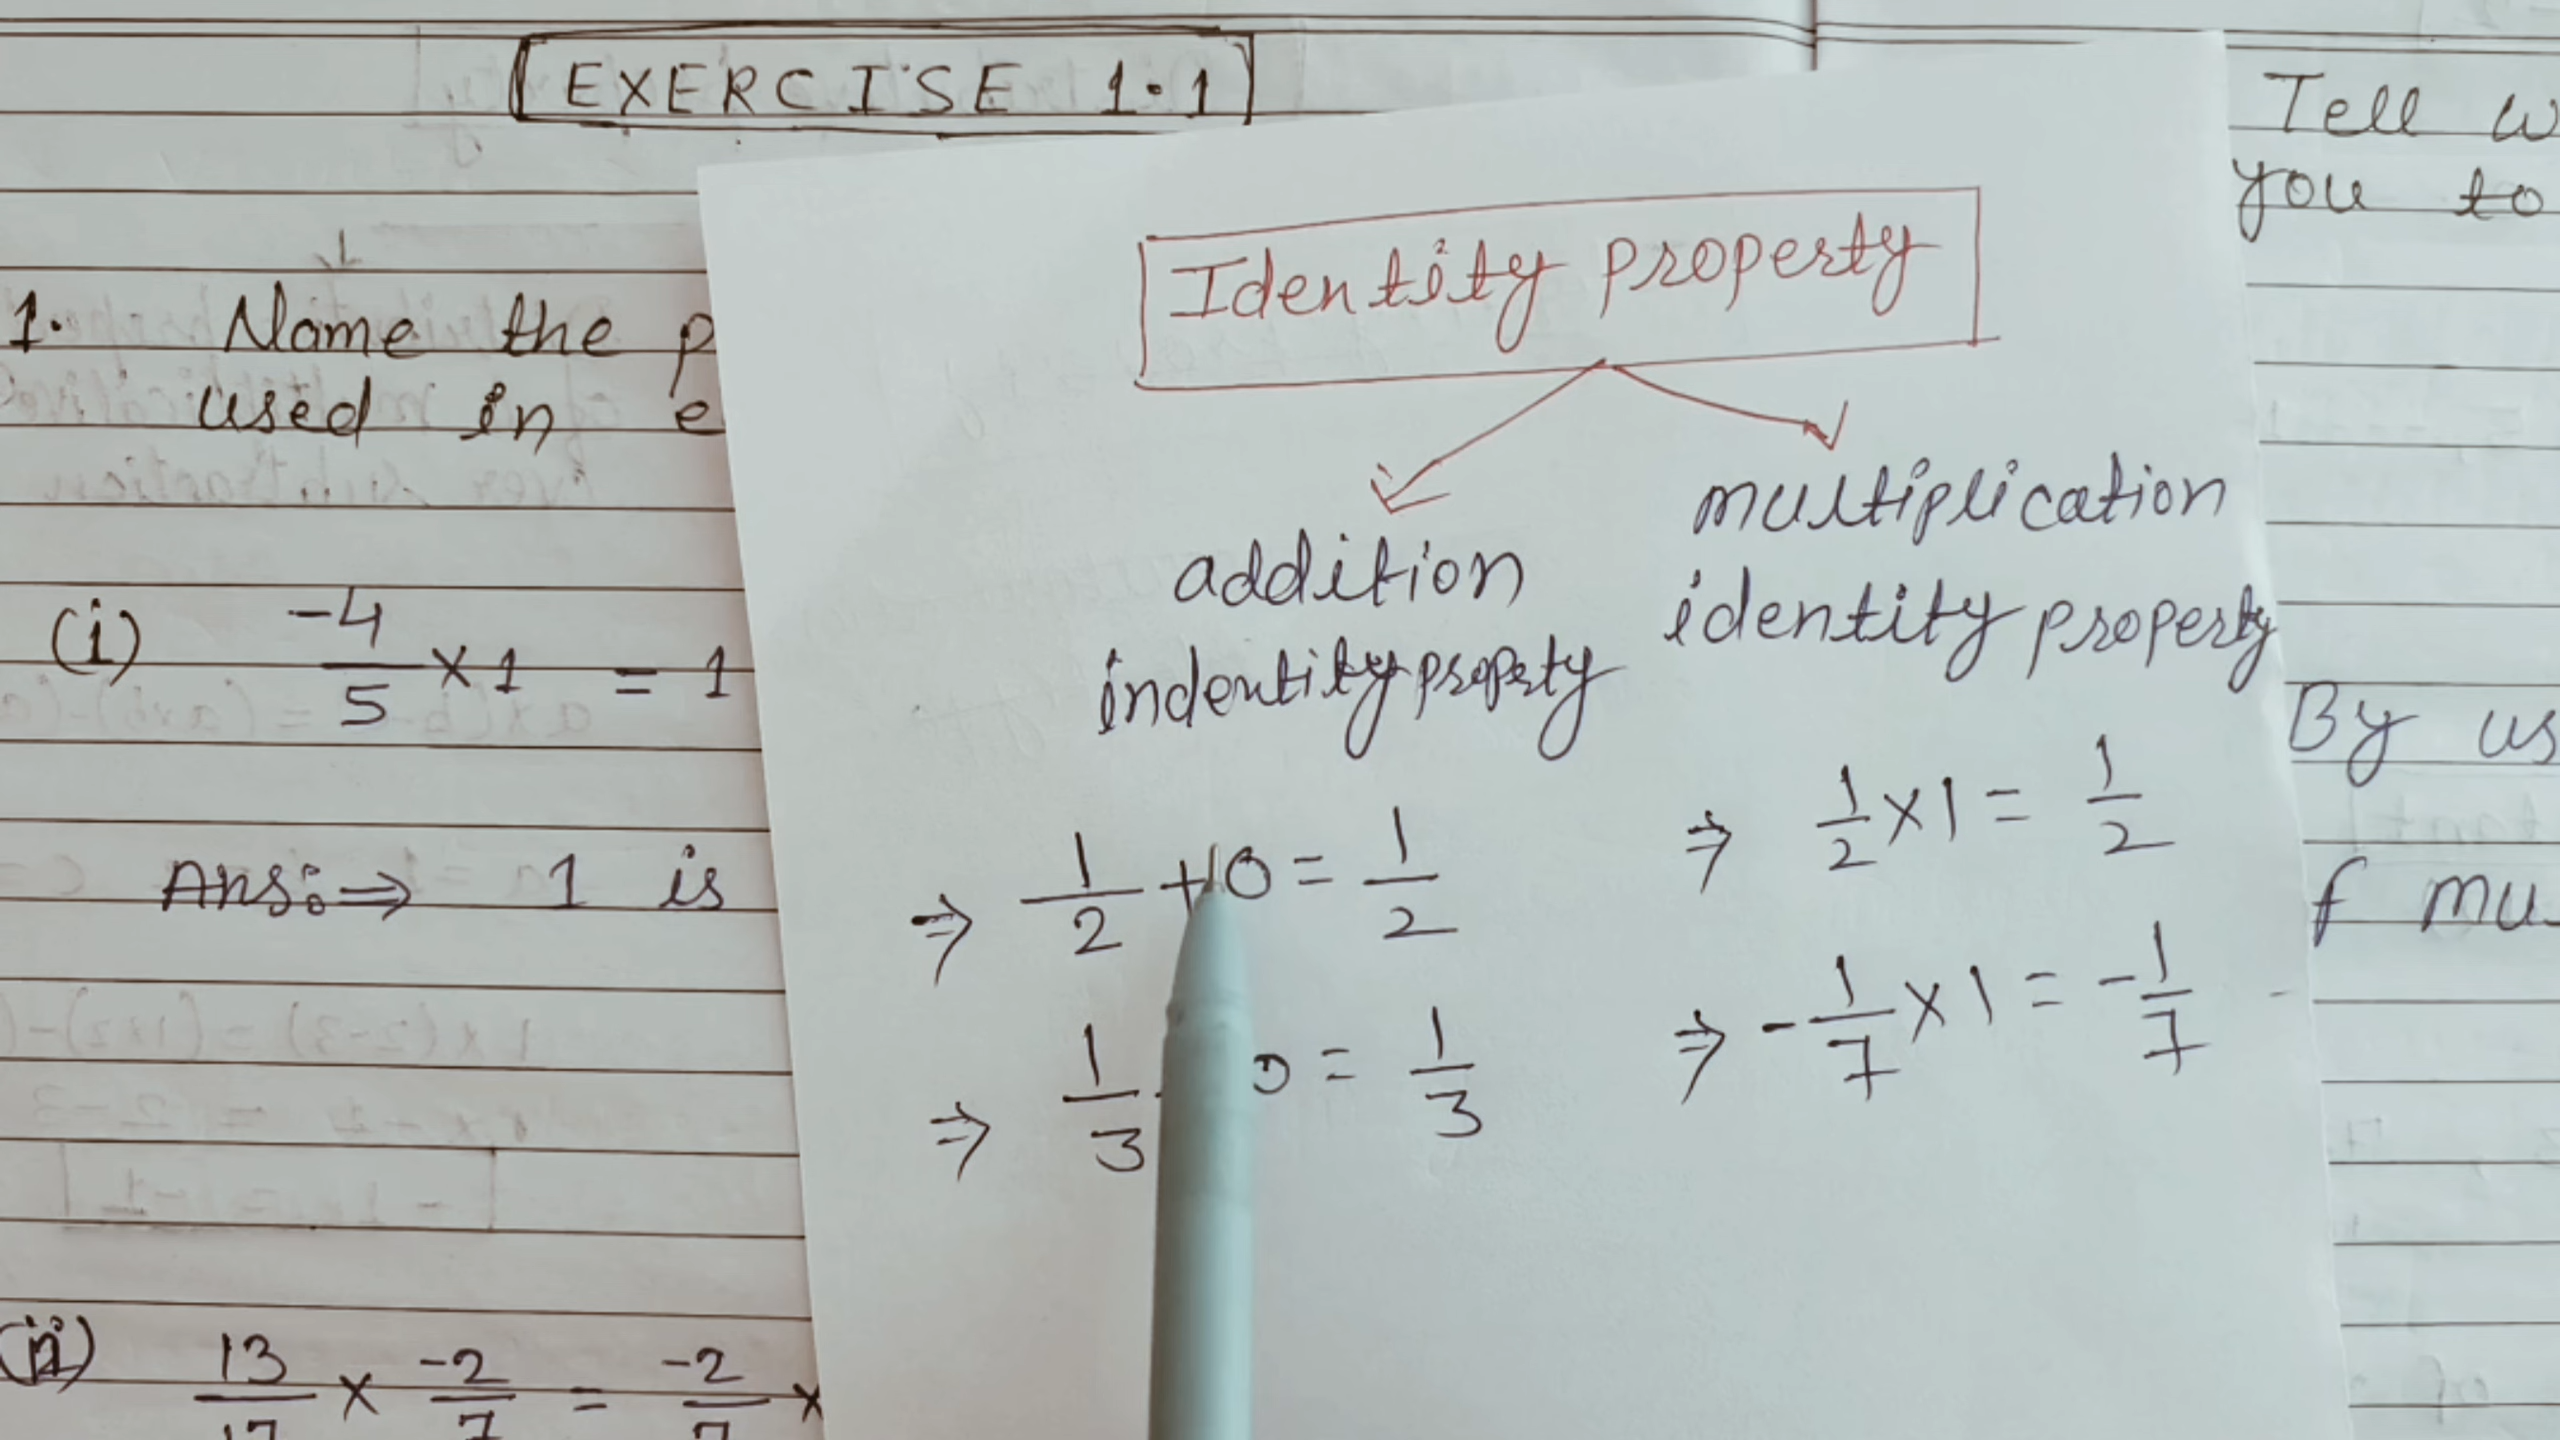 EXERCISE 1.1
1. Name the
used in
(i) -4/5 × 1 = 1
Ans:⇒ 1 is
(ii) 13/17 × -2/7 = -2/7 ×
Identity property
addition
indentity property
⇒ 1/2 + 0 = 1/2
⇒ 1/3 0 = 1/3
multiplication
identity property
⇒ 1/2 × 1 = 1/2
⇒ -1/7 × 1 = -1/7
Tell
you to
By